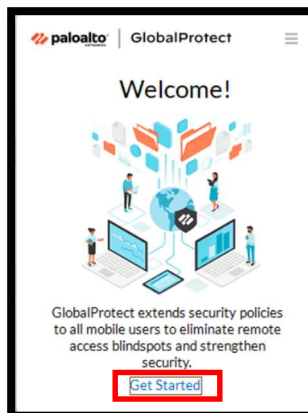 paloalto GlobalProtect
Welcome!
GlobalProtect extends security policies
to all mobile users to eliminate remote
access blindspots and strengthen
security.
Get Started